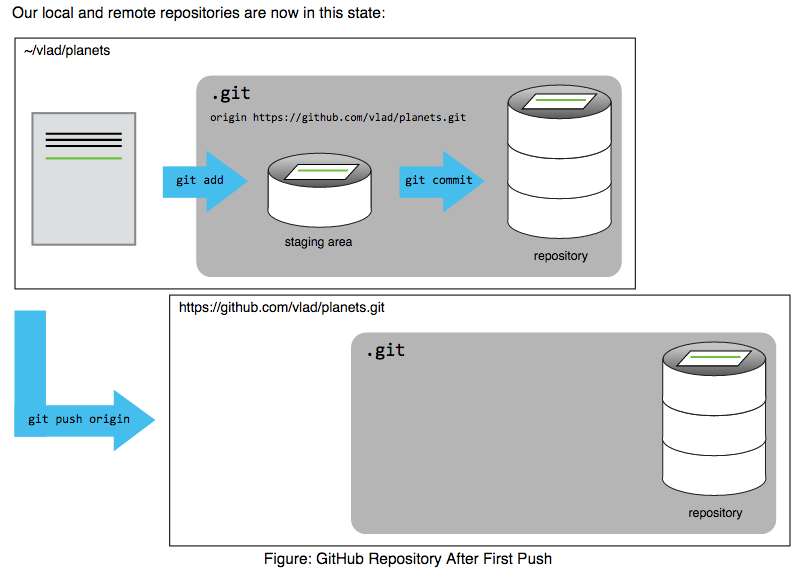 Our local and remote repositories are now in this state:
~/vlad/planets
.git
origin https://github.com/vlad/planets.git
git add
git commit
staging area
repository
https://github.com/vlad/planets.git
.git
git push origin
repository
Figure: GitHub Repository After First Push